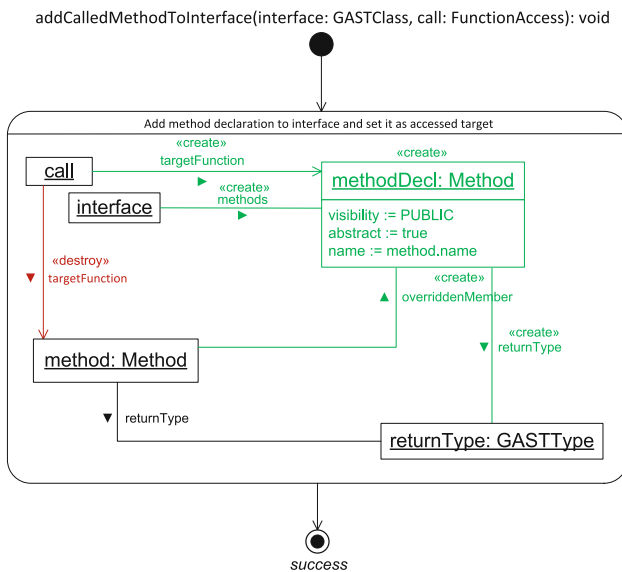 addCalledMethodToInterface(interface: GASTClass, call: FunctionAccess): void
Add method declaration to interface and set it as accessed target
«create»
targetFunction
«create»
call
methodDecl: Method
«create»
methods
interface
visibility := PUBLIC
abstract := true
name := method.name
«destroy»
targetFunction
«create»
overriddenMember
«create»
returnType
method: Method
returnType
returnType: GASTType
success